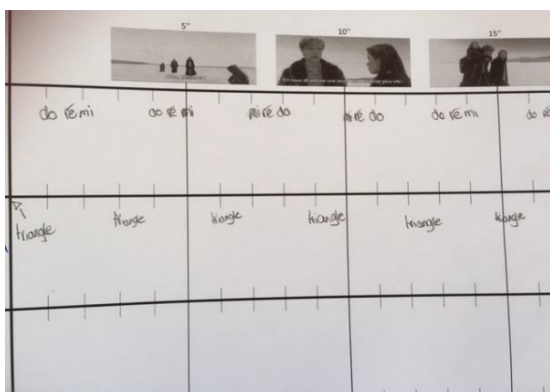 5" 10" 15"
do ré mi do ré mi mi ré do mi ré do do ré mi do
triangle triangle triangle triangle triangle triangle